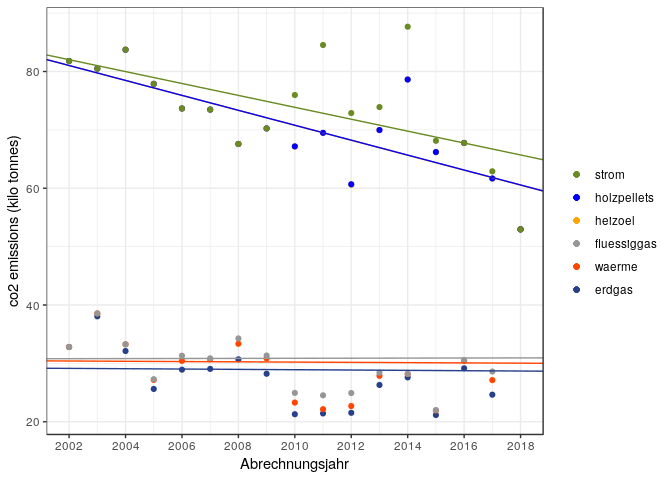 co2 emissions (kilo tonnes)
80
60
40
20
2002 2004 2006 2008 2010 2012 2014 2016 2018
Abrechnungsjahr
strom
holzpellets
heizoel
fluessiggas
waerme
erdgas